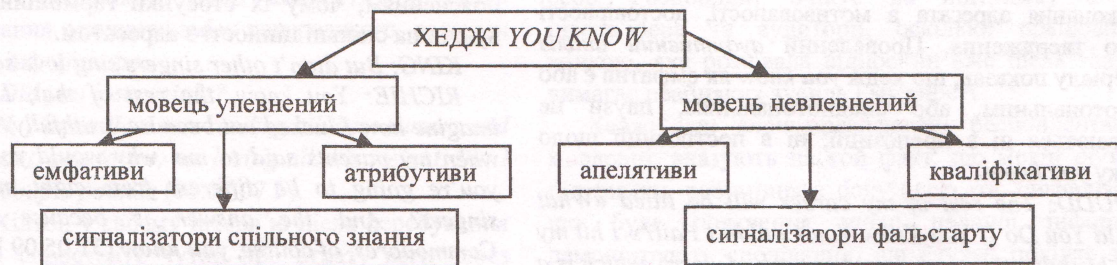 ХЕДЖІ YOU KNOW
мовець упевнений
мовець невпевнений
емфативи
атрибутиви
апелятиви
кваліфікативи
сигналізатори спільного знання
сигналізатори фальстарту